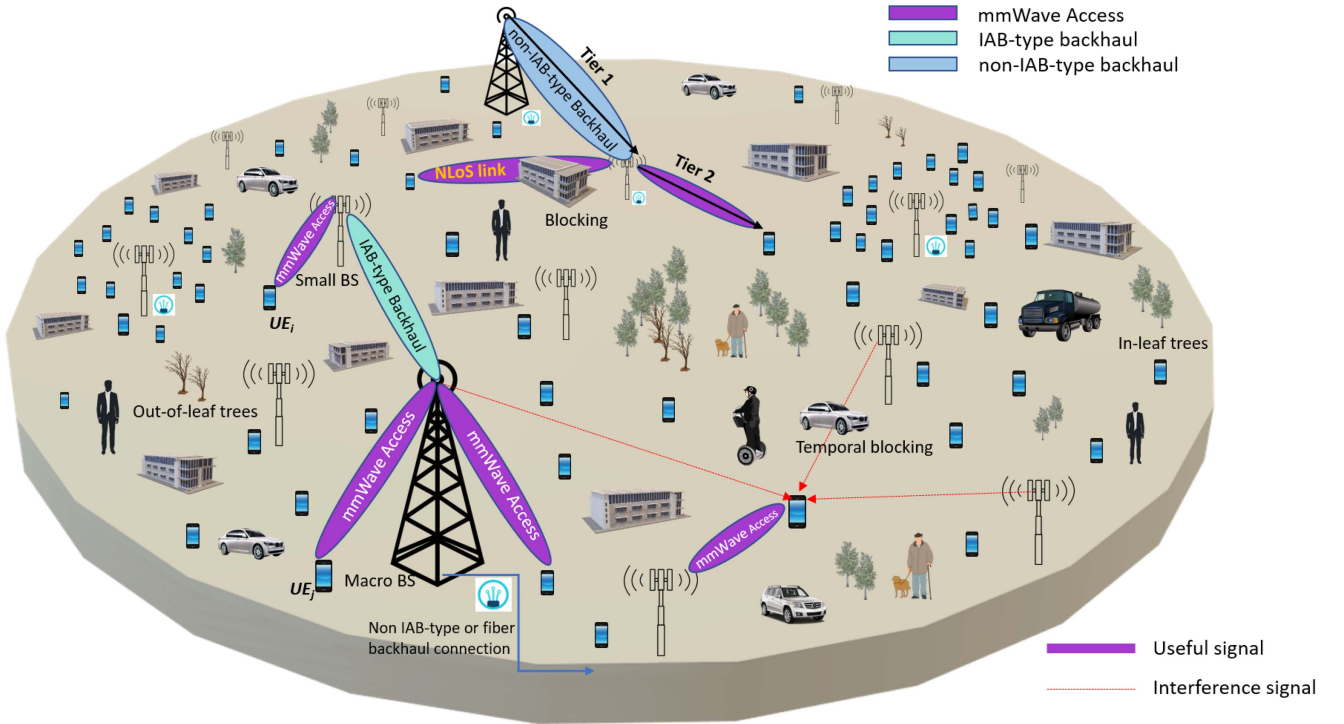 mmWave Access
IAB-type backhaul
non-IAB-type backhaul
non-IAB-type Backhaul
Tier 1
Tier 2
NLoS link
Blocking
mmWave Access
Small BS
IAB-type Backhaul
UEi
Out-of-leaf trees
In-leaf trees
Temporal blocking
mmWave Access
mmWave Access
mmWave Access
UEj
Macro BS
Non IAB-type or fiber
backhaul connection
Useful signal
Interference signal